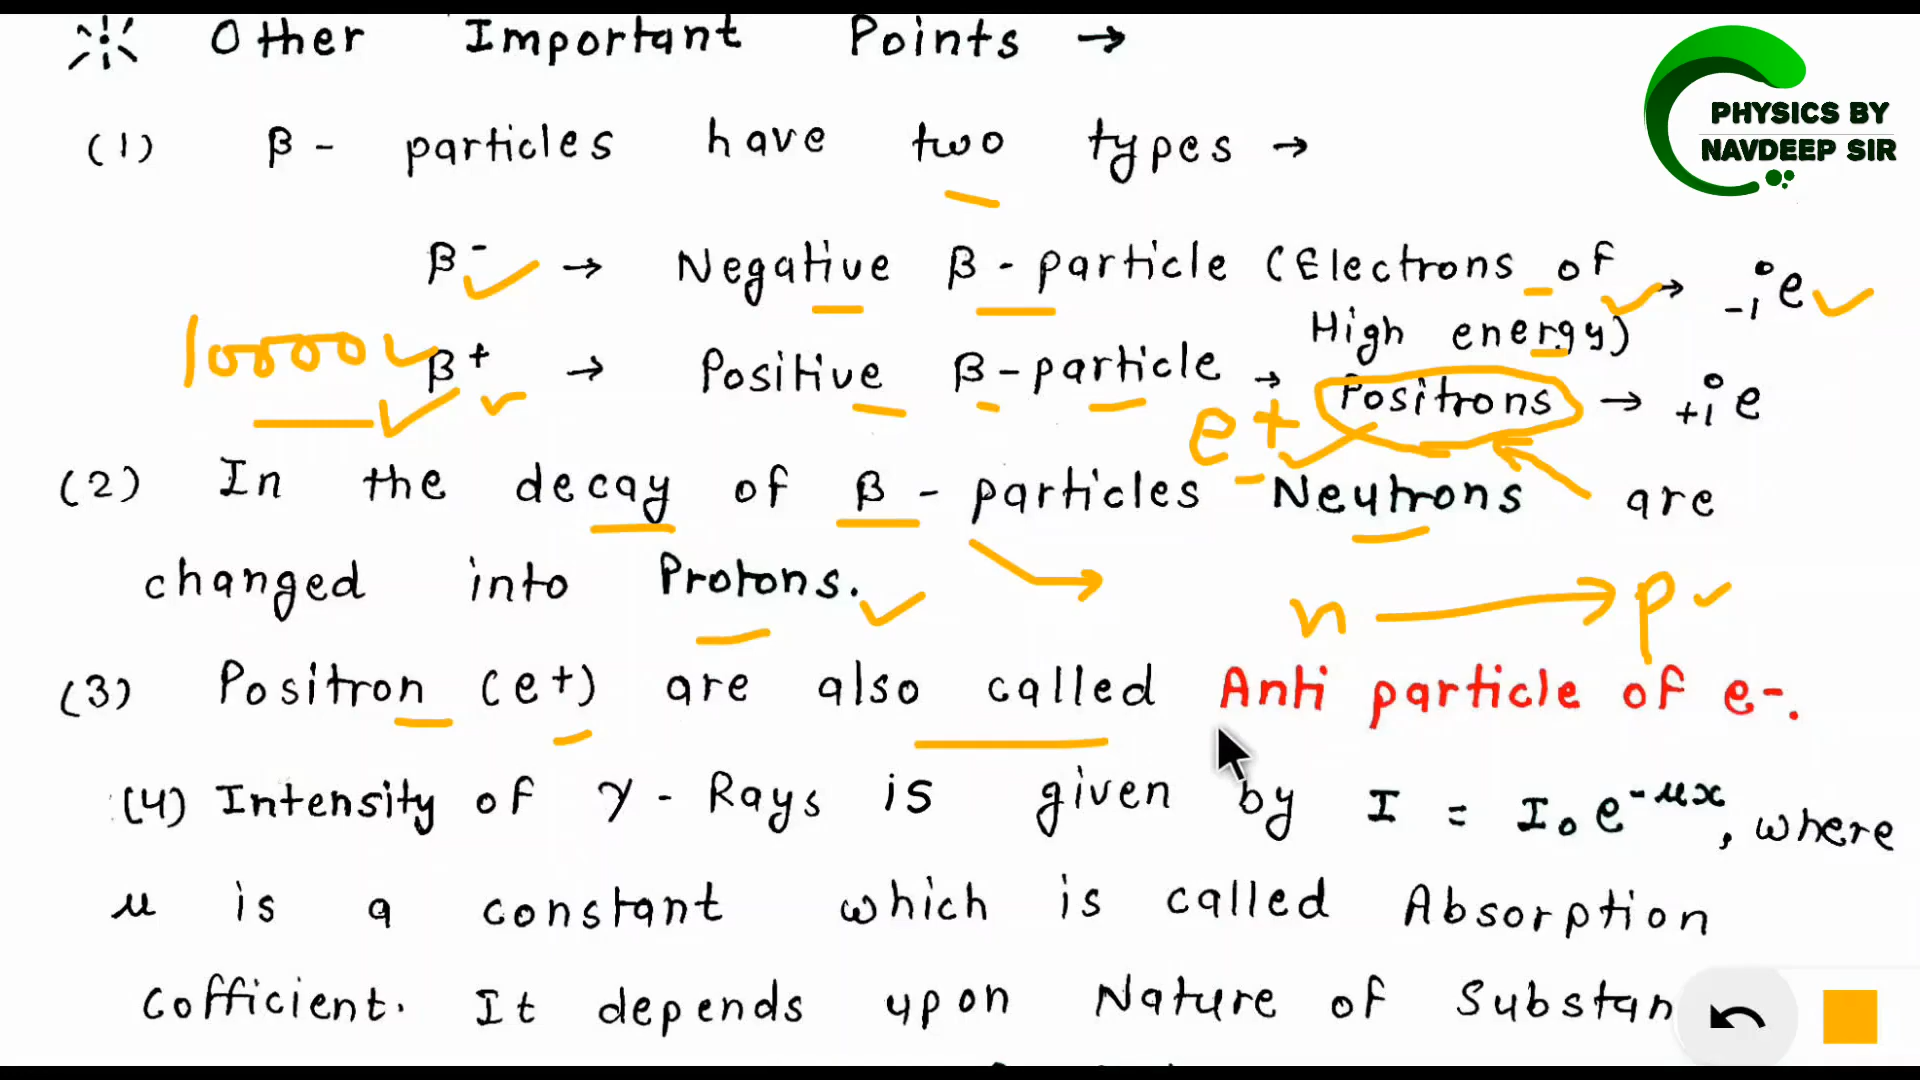 Other Important Points →
PHYSICS BY
NAVDEEP SIR
(1) β - particles have two types →
β⁻ → Negative β - particle (Electrons of High energy) → ₋₁⁰e
10000
β⁺ → Positive β - particle → Positrons → ₊₁⁰e
e+
(2) In the decay of β - particles Neutrons are
changed into Protons.
n → p
(3) Positron (e+) are also called Anti particle of e-.
(4) Intensity of γ - Rays is given by I = I₀e⁻ᵘˣ, where
μ is a constant which is called Absorption
Cofficient. It depends upon Nature of Substan